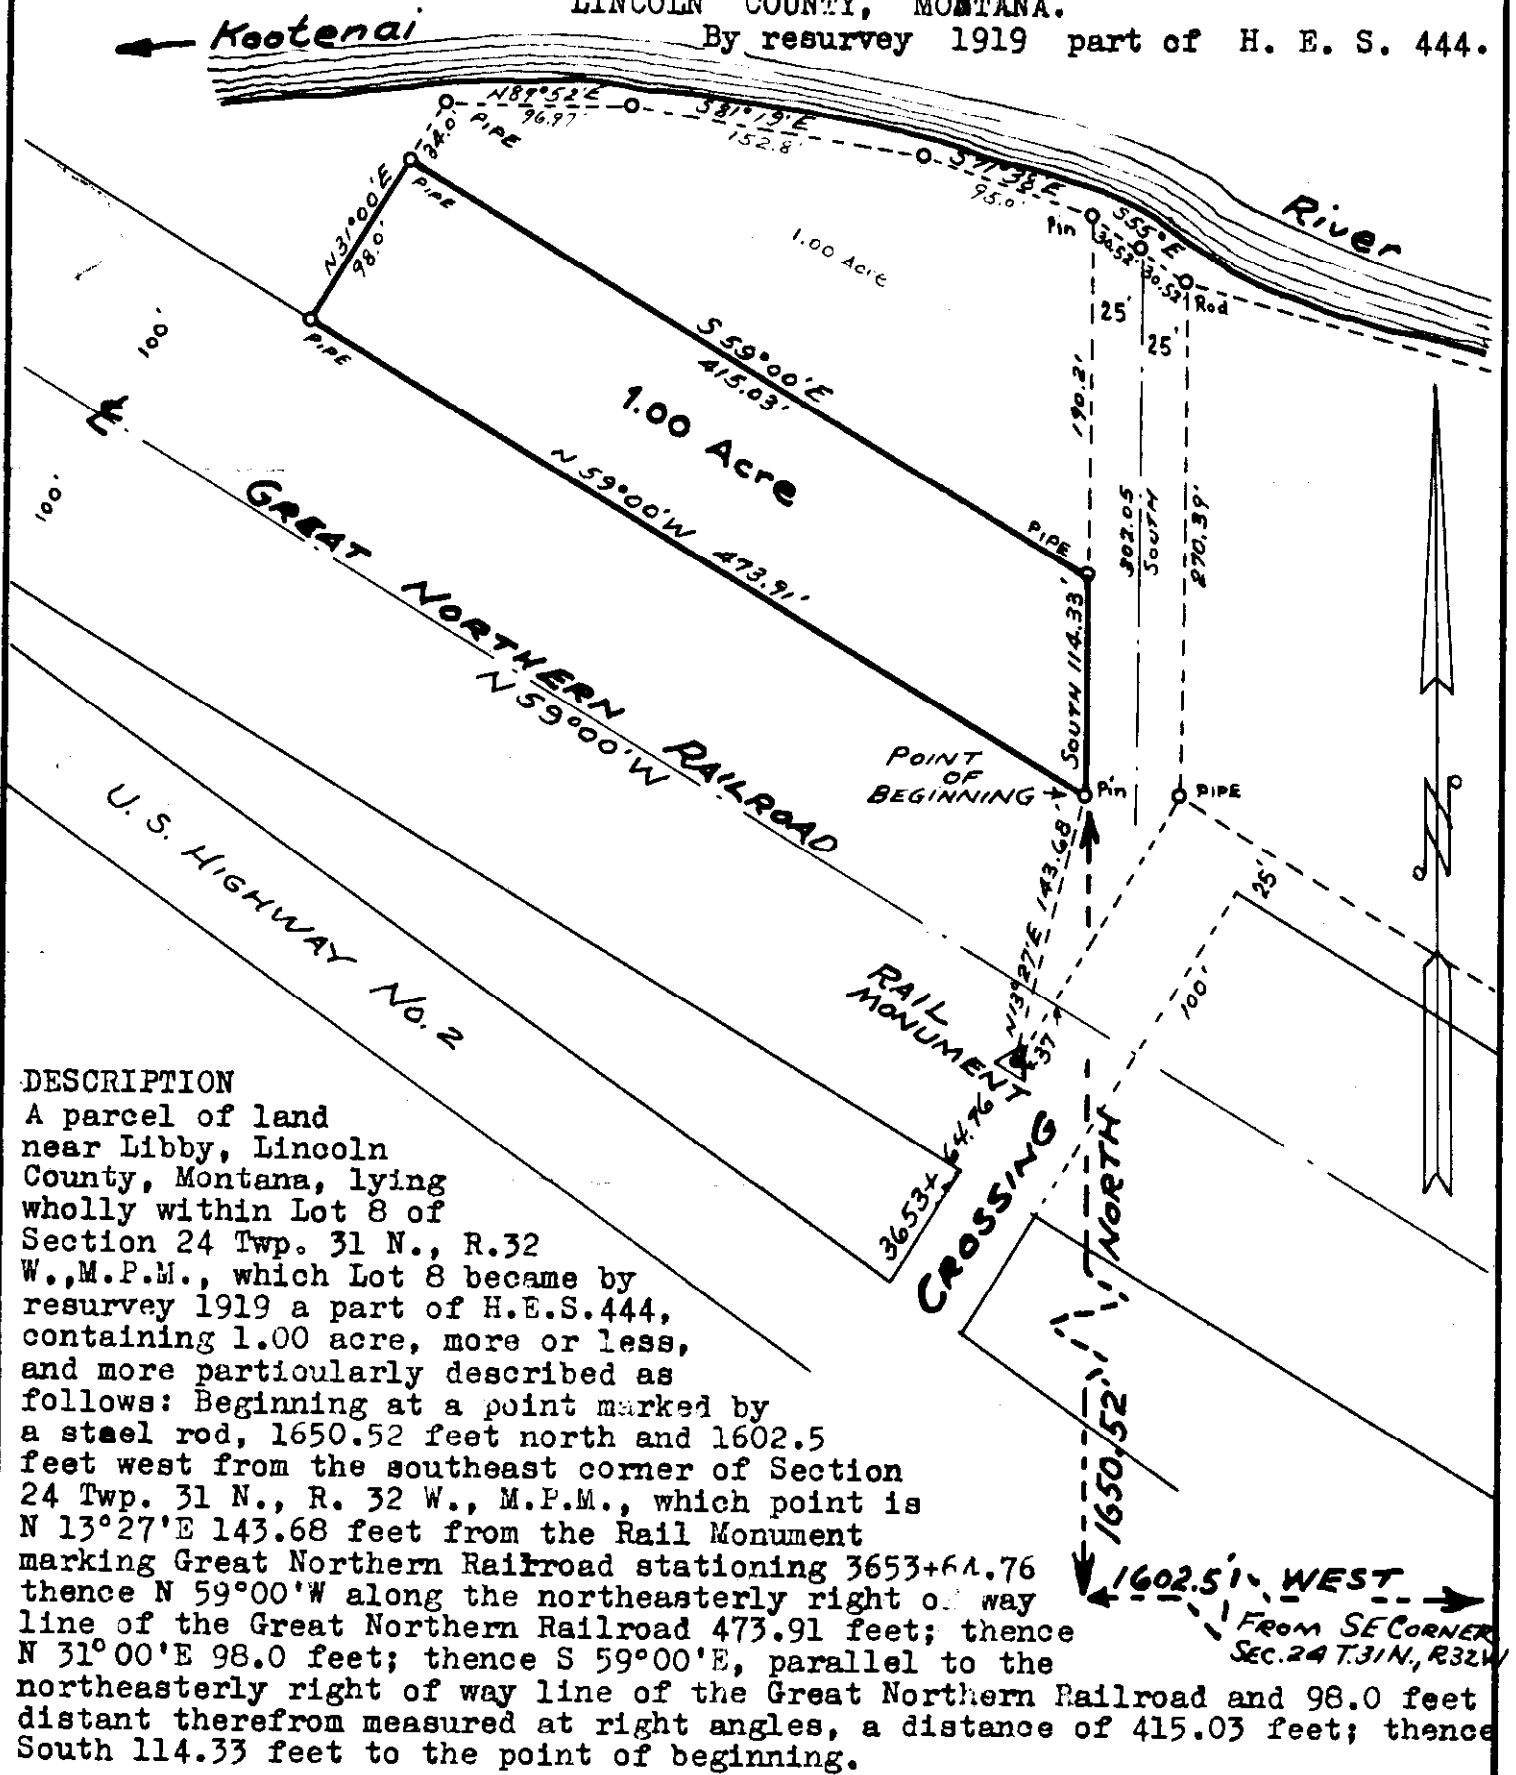 LINCOLN COUNTY, MONTANA.
By resurvey 1919 part of H. E. S. 444.
Kootenai
River
N89°52'E
96.97'
S81°19'E
152.8'
S71°38'E
95.0'
S55°E
30.52'
30.52'
24.0'
PIPE
PIPE
Pin
Rod
N31°00'E
98.0'
1.00 Acre
25'
25'
190.2'
100'
PIPE
S 59°00'E
415.03'
1.00 Acre
100'
N 59°00'W 473.91'
PIPE
302.05
SOUTH
270.39'
SOUTH 114.33'
GREAT NORTHERN RAILROAD
N 59°00'W
POINT
OF
BEGINNING
Pin
PIPE
U. S. HIGHWAY No. 2
N13°27'E 143.68'
25'
100'
RAIL
MONUMENT
37
3653+64.76
CROSSING
NORTH
1650.52'
1602.5' WEST
FROM SE CORNER
SEC. 24 T.31N., R32W
N
DESCRIPTION
A parcel of land
near Libby, Lincoln
County, Montana, lying
wholly within Lot 8 of
Section 24 Twp. 31 N., R.32
W.,M.P.M., which Lot 8 became by
resurvey 1919 a part of H.E.S.444,
containing 1.00 acre, more or less,
and more particularly described as
follows: Beginning at a point marked by
a steel rod, 1650.52 feet north and 1602.5
feet west from the southeast corner of Section
24 Twp. 31 N., R. 32 W., M.P.M., which point is
N 13°27'E 143.68 feet from the Rail Monument
marking Great Northern Railroad stationing 3653+64.76
thence N 59°00'W along the northeasterly right o. way
line of the Great Northern Railroad 473.91 feet; thence
N 31°00'E 98.0 feet; thence S 59°00'E, parallel to the
northeasterly right of way line of the Great Northern Railroad and 98.0 feet
distant therefrom measured at right angles, a distance of 415.03 feet; thence
South 114.33 feet to the point of beginning.